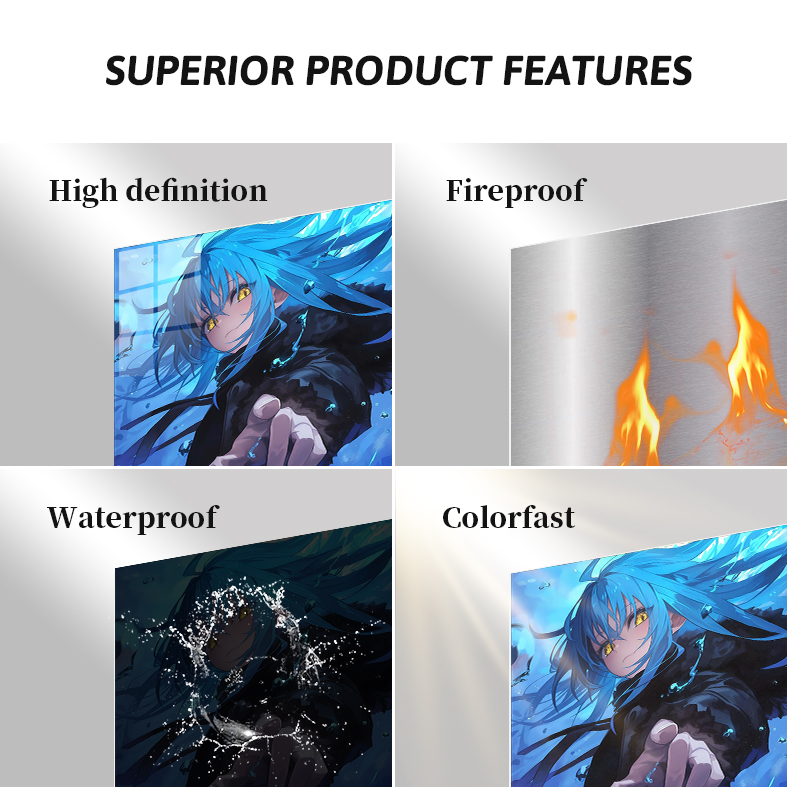 SUPERIOR PRODUCT FEATURES
High definition
Fireproof
Waterproof
Colorfast